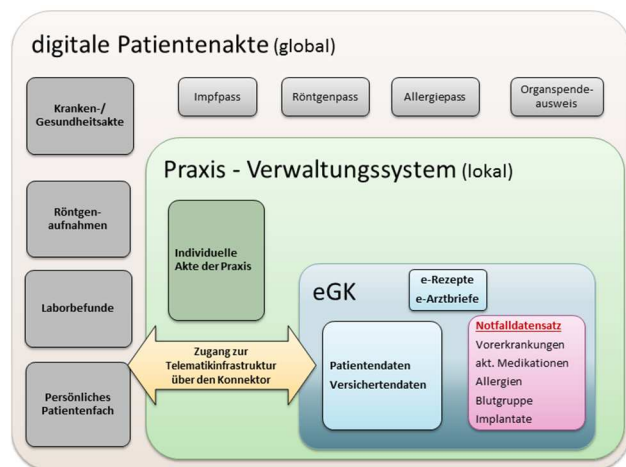 digitale Patientenakte (global)
Kranken-/
Gesundheitsakte
Impfpass
Röntgenpass
Allergiepass
Organspende-
ausweis
Praxis - Verwaltungssystem (lokal)
Röntgen-
aufnahmen
Individuelle
Akte der Praxis
Laborbefunde
eGK
e-Rezepte
e-Arztbriefe
Zugang zur
Telematikinfrastruktur
über den Konnektor
Patientendaten
Versichertendaten
Notfalldatensatz
Vorerkrankungen
akt. Medikationen
Allergien
Blutgruppe
Implantate
Persönliches
Patientenfach